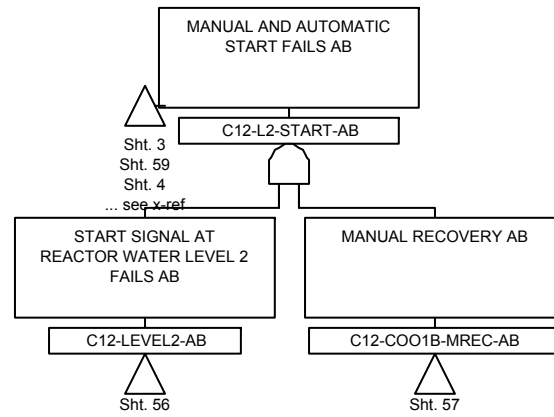 MANUAL AND AUTOMATIC
START FAILS AB
C12-L2-START-AB
Sht. 3
Sht. 59
Sht. 4
... see x-ref
START SIGNAL AT
REACTOR WATER LEVEL 2
FAILS AB
C12-LEVEL2-AB
Sht. 56
MANUAL RECOVERY AB
C12-COO1B-MREC-AB
Sht. 57